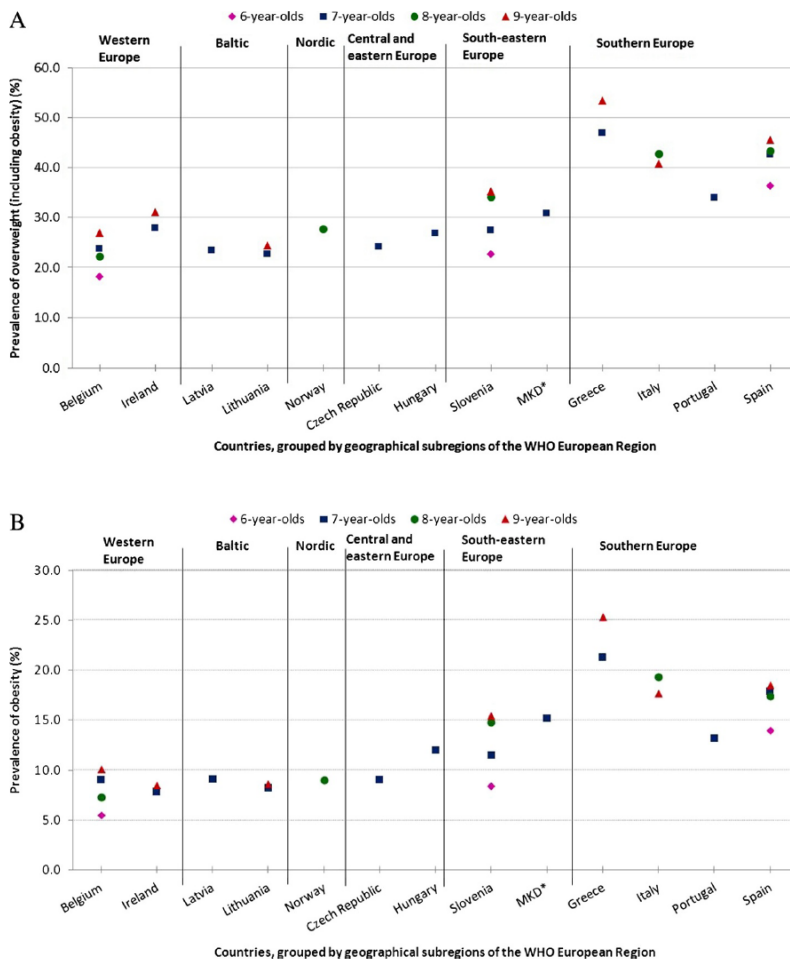 A
6-year-olds 7-year-olds 8-year-olds 9-year-olds
Western Europe
Baltic
Nordic
Central and eastern Europe
South-eastern Europe
Southern Europe
Prevalence of overweight (including obesity) (%)
60.0
50.0
40.0
30.0
20.0
10.0
0.0
Belgium
Ireland
Latvia
Lithuania
Norway
Czech Republic
Hungary
Slovenia
MKD*
Greece
Italy
Portugal
Spain
Countries, grouped by geographical subregions of the WHO European Region
B
6-year-olds 7-year-olds 8-year-olds 9-year-olds
Western Europe
Baltic
Nordic
Central and eastern Europe
South-eastern Europe
Southern Europe
Prevalence of obesity (%)
30.0
25.0
20.0
15.0
10.0
5.0
0.0
Belgium
Ireland
Latvia
Lithuania
Norway
Czech Republic
Hungary
Slovenia
MKD*
Greece
Italy
Portugal
Spain
Countries, grouped by geographical subregions of the WHO European Region